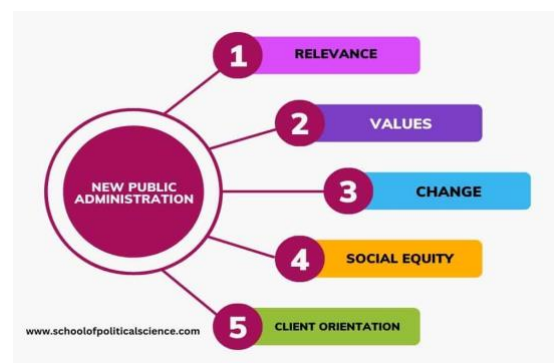 1
RELEVANCE
2
VALUES
NEW PUBLIC
ADMINISTRATION
3
CHANGE
4
SOCIAL EQUITY
www.schoolofpoliticalscience.com
5
CLIENT ORIENTATION